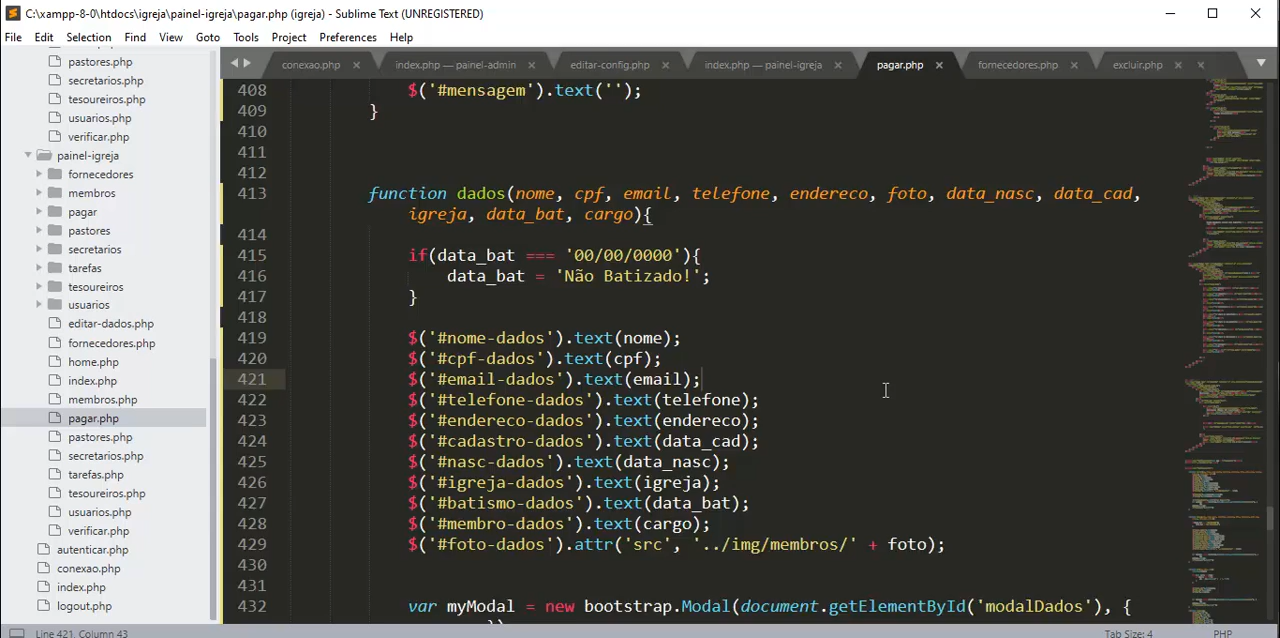 C:\xampp-8-0\htdocs\igreja\painel-igreja\pagar.php (igreja) - Sublime Text (UNREGISTERED)
File Edit Selection Find View Goto Tools Project Preferences Help
conexao.php index.php — painel-admin editar-config.php index.php — painel-igreja pagar.php fornecedores.php excluir.php
pastores.php
secretarios.php
tesoureiros.php
usuarios.php
verificar.php
painel-igreja
fornecedores
membros
pagar
pastores
secretarios
tarefas
tesoureiros
usuarios
editar-dados.php
fornecedores.php
home.php
index.php
membros.php
pagar.php
pastores.php
secretarios.php
tarefas.php
tesoureiros.php
usuarios.php
verificar.php
autenticar.php
conexao.php
index.php
logout.php
408 $('#mensagem').text('');
409 }
410
411
412
413 function dados(nome, cpf, email, telefone, endereco, foto, data_nasc, data_cad,
igreja, data_bat, cargo){
414
415 if(data_bat === '00/00/0000'){
416 data_bat = 'Não Batizado!';
417 }
418
419 $('#nome-dados').text(nome);
420 $('#cpf-dados').text(cpf);
421 $('#email-dados').text(email);
422 $('#telefone-dados').text(telefone);
423 $('#endereco-dados').text(endereco);
424 $('#cadastro-dados').text(data_cad);
425 $('#nasc-dados').text(data_nasc);
426 $('#igreja-dados').text(igreja);
427 $('#batismo-dados').text(data_bat);
428 $('#membro-dados').text(cargo);
429 $('#foto-dados').attr('src', '../img/membros/' + foto);
430
431
432 var myModal = new bootstrap.Modal(document.getElementById('modalDados'), {
Line 421, Column 43 Tab Size: 4 PHP